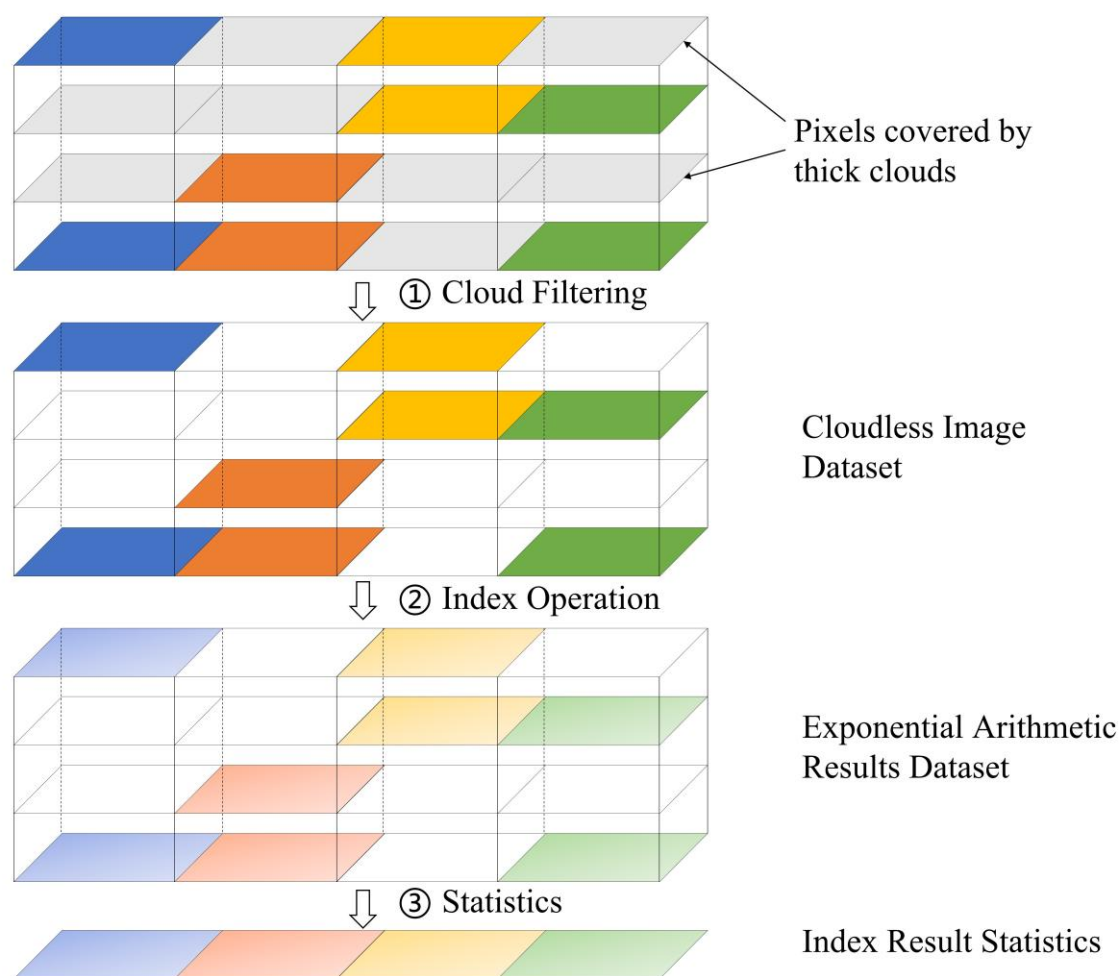 Pixels covered by
thick clouds
① Cloud Filtering
Cloudless Image
Dataset
② Index Operation
Exponential Arithmetic
Results Dataset
③ Statistics
Index Result Statistics